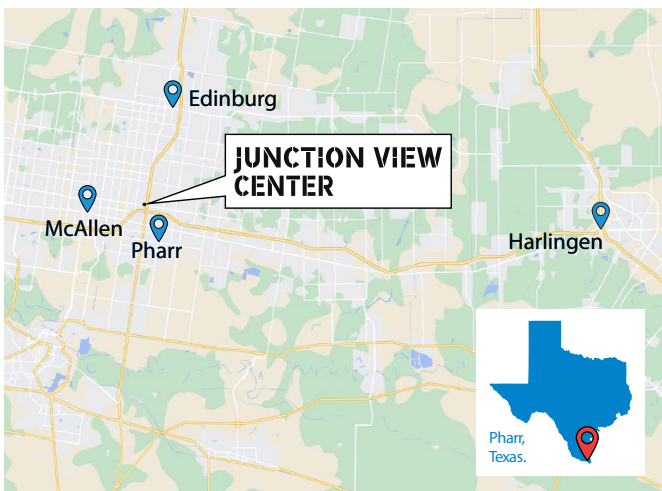 Edinburg
JUNCTION VIEW
CENTER
McAllen
Pharr
Harlingen
Pharr,
Texas.